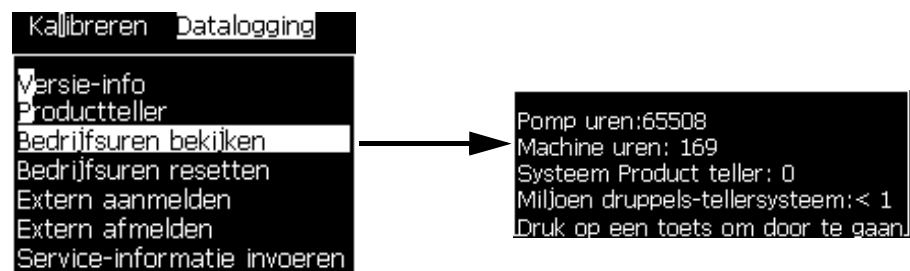 Kalibreren Datalogging
Versie-info
Productteller
Bedrijfsuren bekijken
Bedrijfsuren resetten
Extern aanmelden
Extern afmelden
Service-informatie invoeren
Pomp uren:65508
Machine uren: 169
Systeem Product teller: 0
Miljoen druppels-tellersysteem:< 1
Druk op een toets om door te gaan.